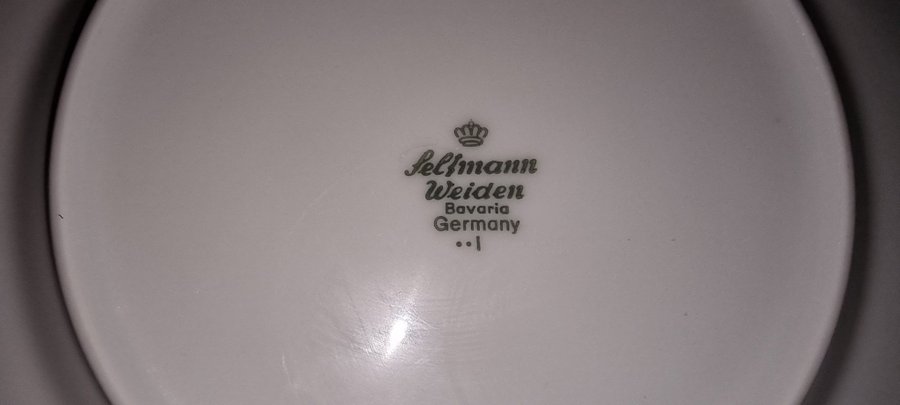 Seltmann
Weiden
Bavaria
Germany
..|